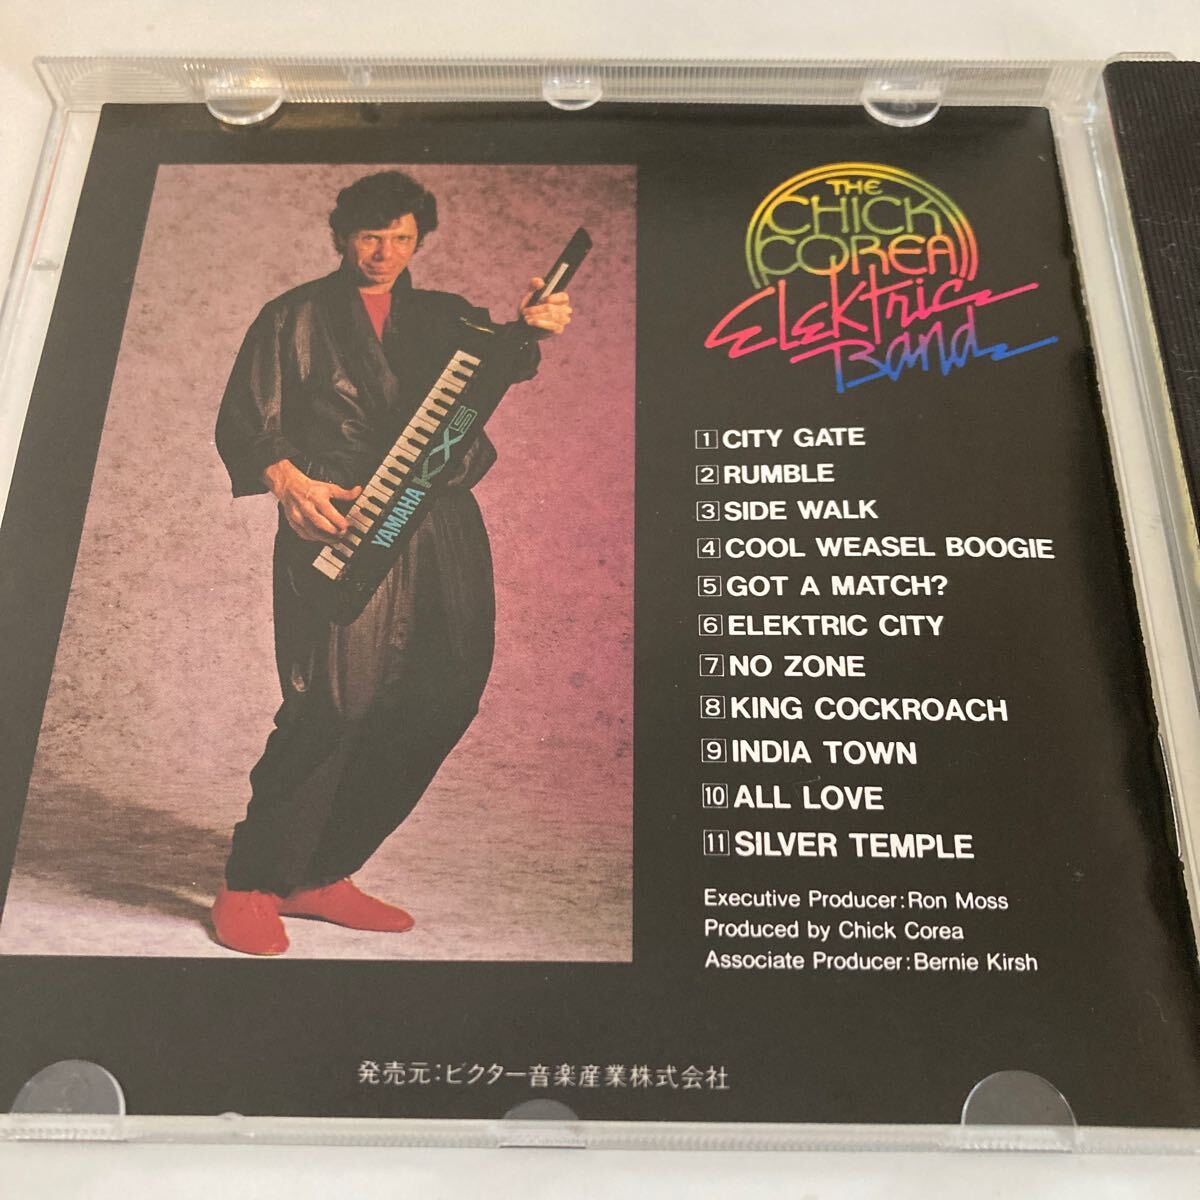 THE
CHICK
COREA
Elektric
Band
YAMAHA KX5
1 CITY GATE
2 RUMBLE
3 SIDE WALK
4 COOL WEASEL BOOGIE
5 GOT A MATCH?
6 ELEKTRIC CITY
7 NO ZONE
8 KING COCKROACH
9 INDIA TOWN
10 ALL LOVE
11 SILVER TEMPLE
Executive Producer:Ron Moss
Produced by Chick Corea
Associate Producer:Bernie Kirsh
発売元:ビクター音楽産業株式会社